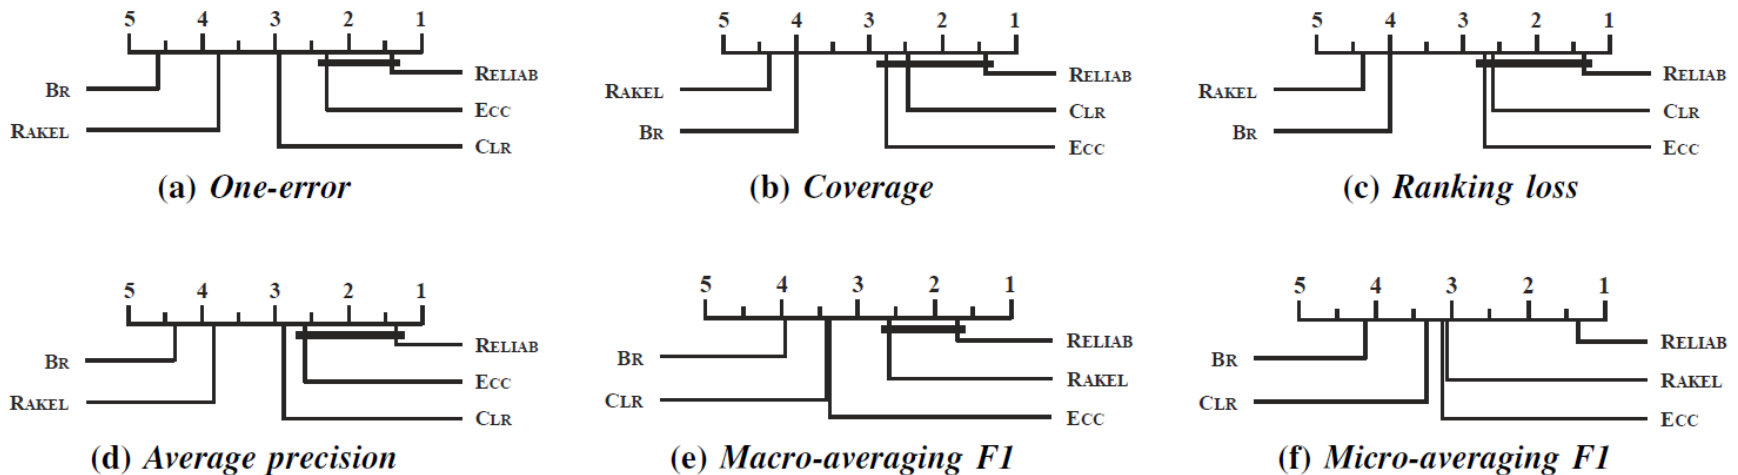 5 4 3 2 1
BR
RAKEL
RELIAB
ECC
CLR
(a) One-error
5 4 3 2 1
RAKEL
BR
RELIAB
CLR
ECC
(b) Coverage
5 4 3 2 1
RAKEL
BR
RELIAB
CLR
ECC
(c) Ranking loss
5 4 3 2 1
BR
RAKEL
RELIAB
ECC
CLR
(d) Average precision
5 4 3 2 1
BR
CLR
RELIAB
RAKEL
ECC
(e) Macro-averaging F1
5 4 3 2 1
BR
CLR
RELIAB
RAKEL
ECC
(f) Micro-averaging F1